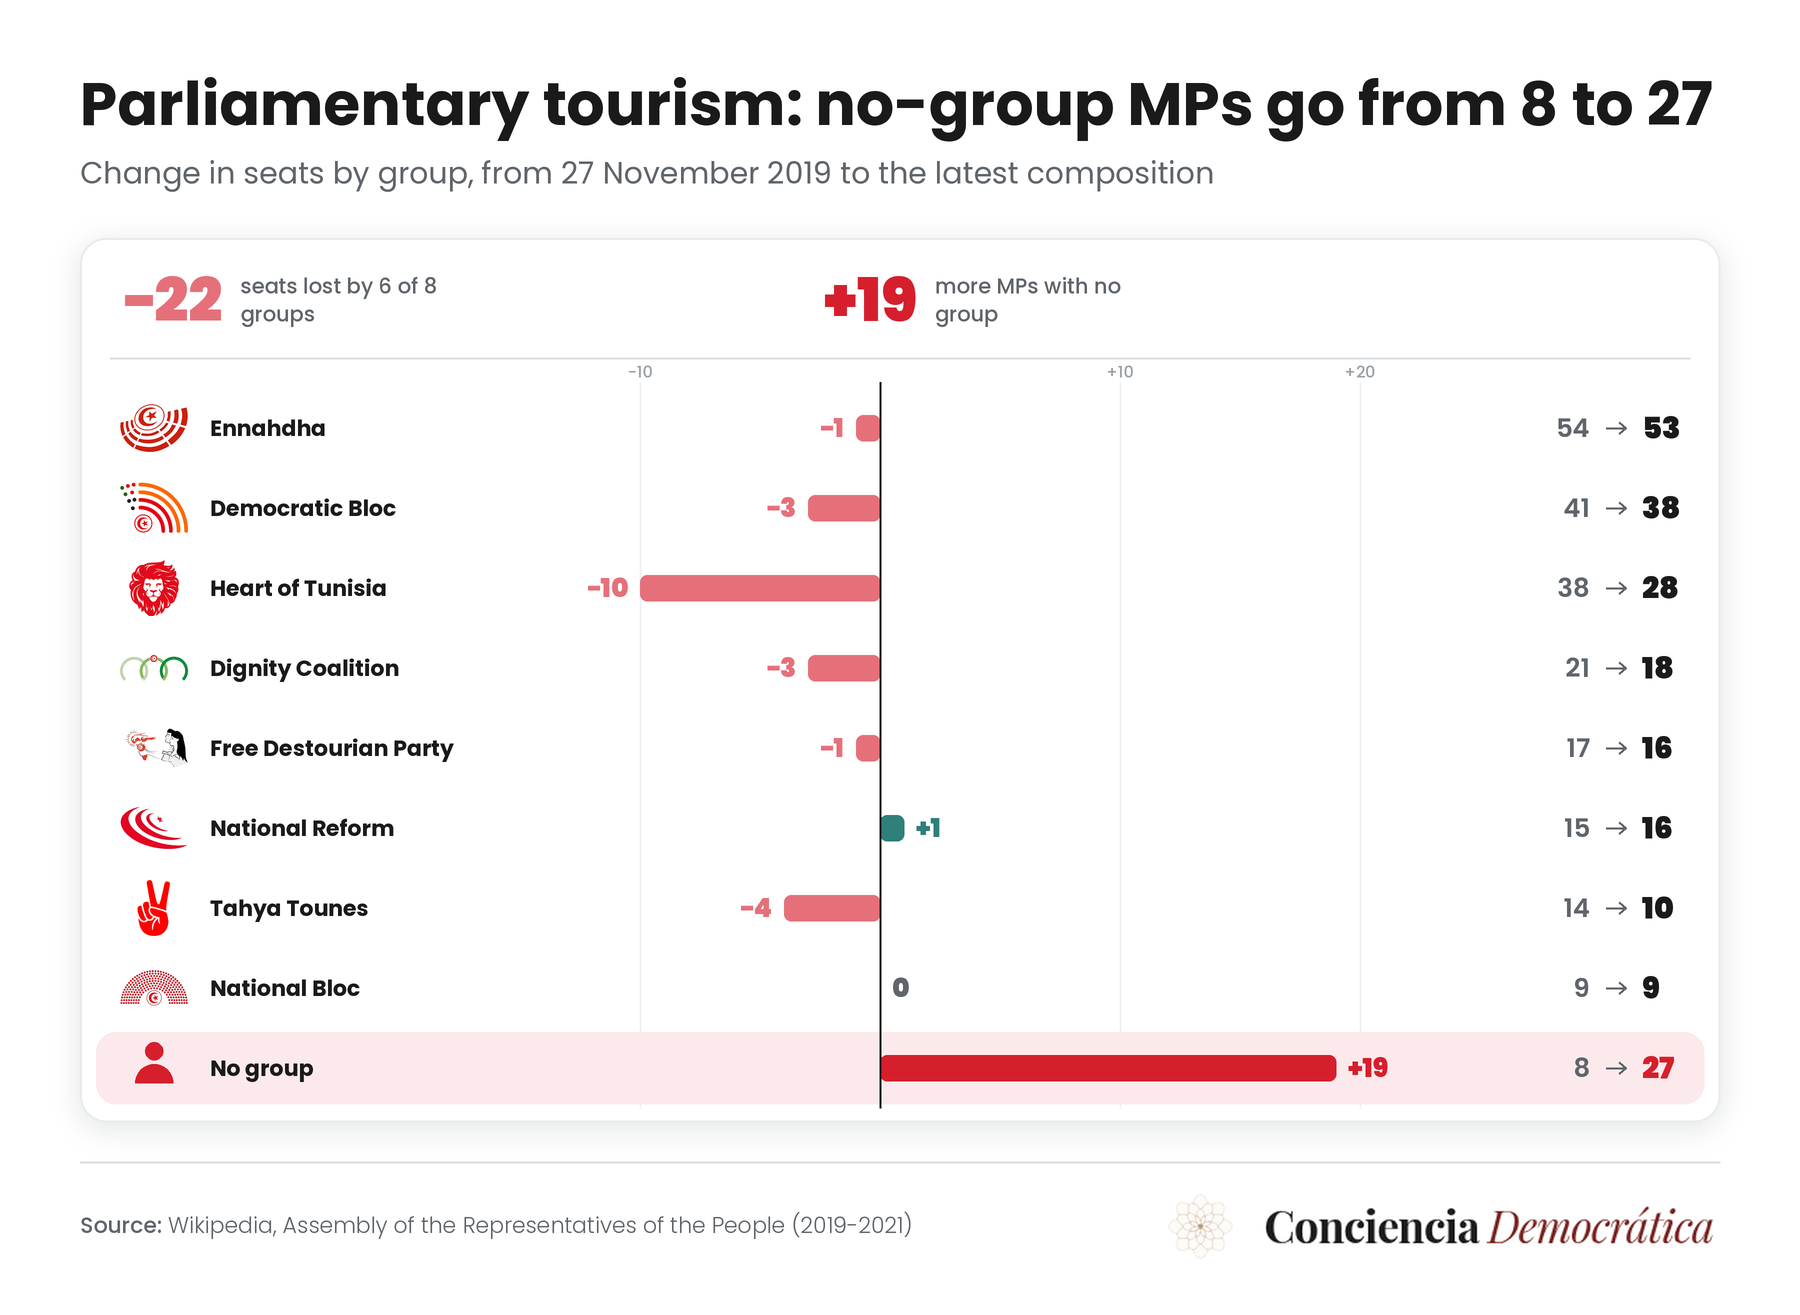 Parliamentary tourism: no-group MPs go from 8 to 27
Change in seats by group, from 27 November 2019 to the latest composition
−22 seats lost by 6 of 8
groups
+19 more MPs with no
group
−10 +10 +20
Ennahdha −1 54 → 53
Democratic Bloc −3 41 → 38
Heart of Tunisia −10 38 → 28
Dignity Coalition −3 21 → 18
Free Destourian Party −1 17 → 16
National Reform +1 15 → 16
Tahya Tounes −4 14 → 10
National Bloc 0 9 → 9
No group +19 8 → 27
Source: Wikipedia, Assembly of the Representatives of the People (2019-2021)
Conciencia Democrática